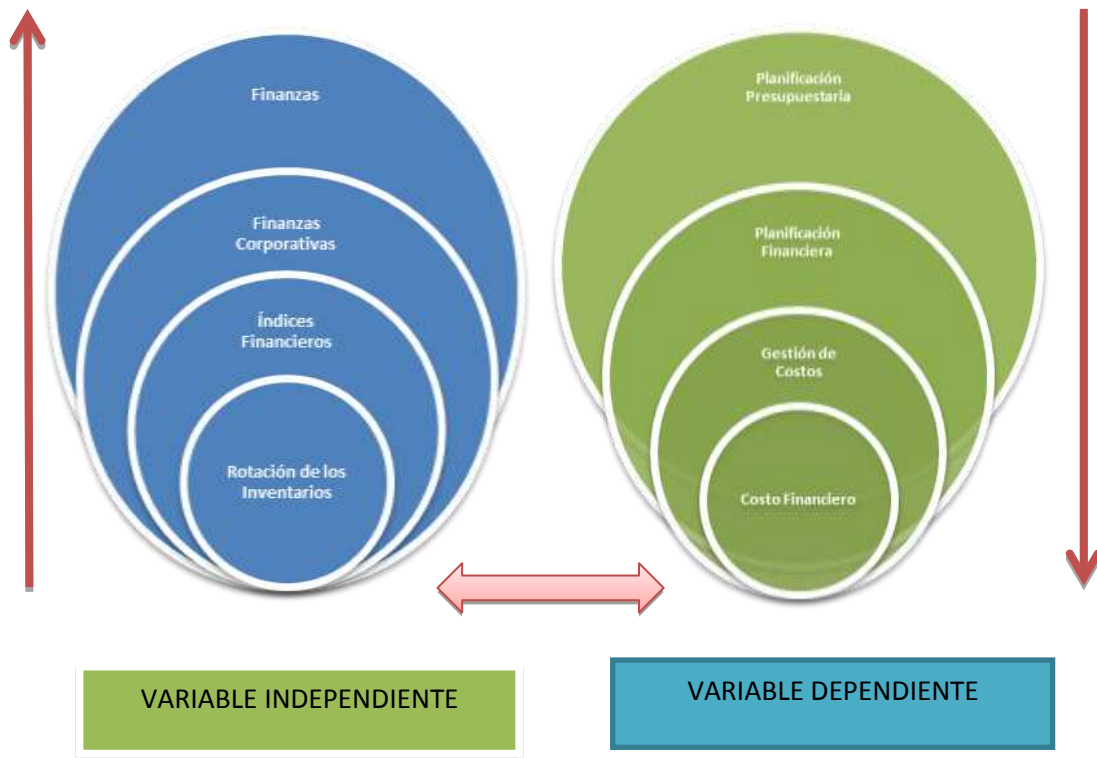 Finanzas
Finanzas
Corporativas
Índices
Financieros
Rotación de los
Inventarios
Planificación
Presupuestaria
Planificación
Financiera
Gestión de
Costos
Costo Financiero
VARIABLE INDEPENDIENTE
VARIABLE DEPENDIENTE